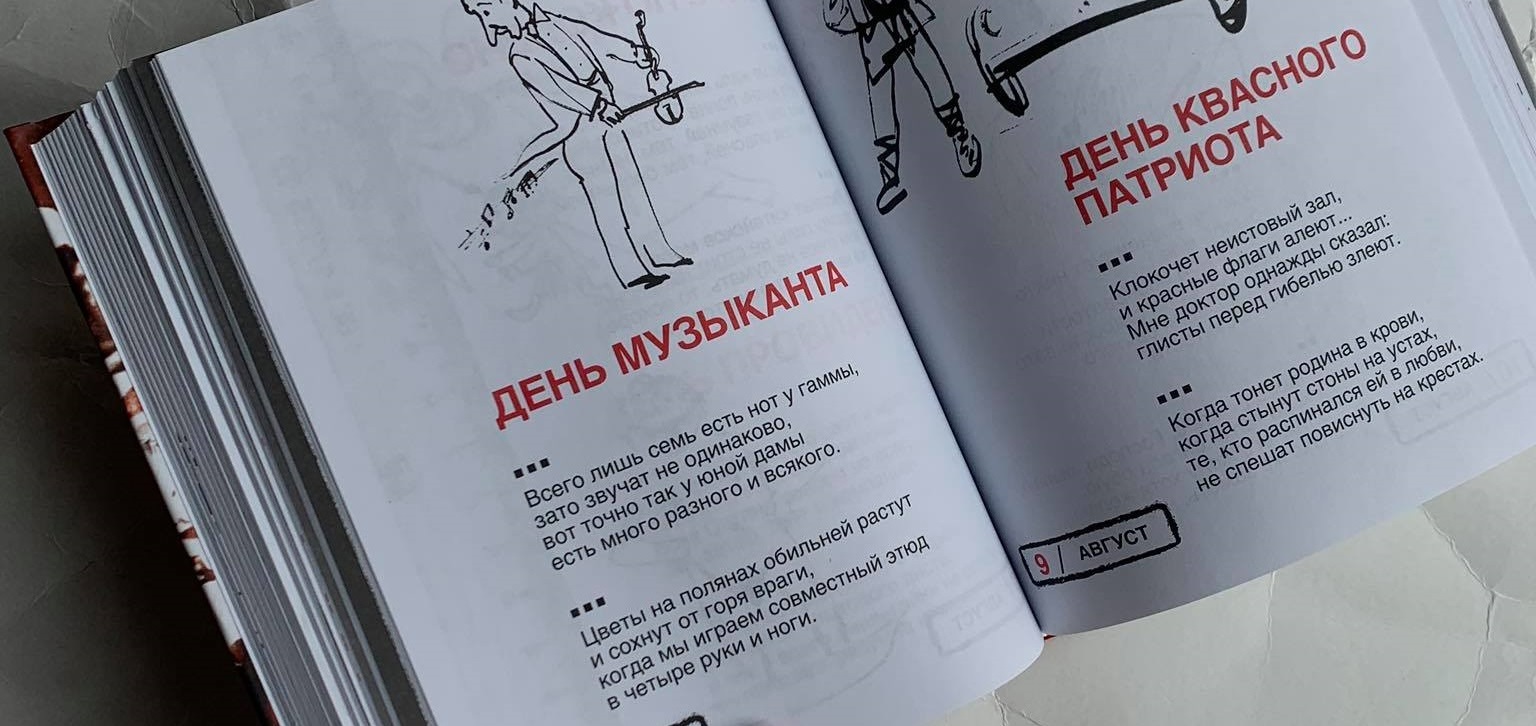 ДЕНЬ МУЗЫКАНТА
...
Всего лишь семь есть нот у гаммы,
зато звучат не одинаково,
вот точно так у юной дамы
есть много разного и всякого.
...
Цветы на полянах обильней растут
и сохнут от горя враги,
когда мы играем совместный этюд
в четыре руки и ноги.
ДЕНЬ КВАСНОГО
ПАТРИОТА
...
Клокочет неистовый зал,
и красные флаги алеют...
Мне доктор однажды сказал:
глисты перед гибелью злеют.
...
Когда тонет родина в крови,
когда стынут стоны на устах,
те, кто распинался ей в любви,
не спешат повиснуть на крестах.
9 / АВГУСТ